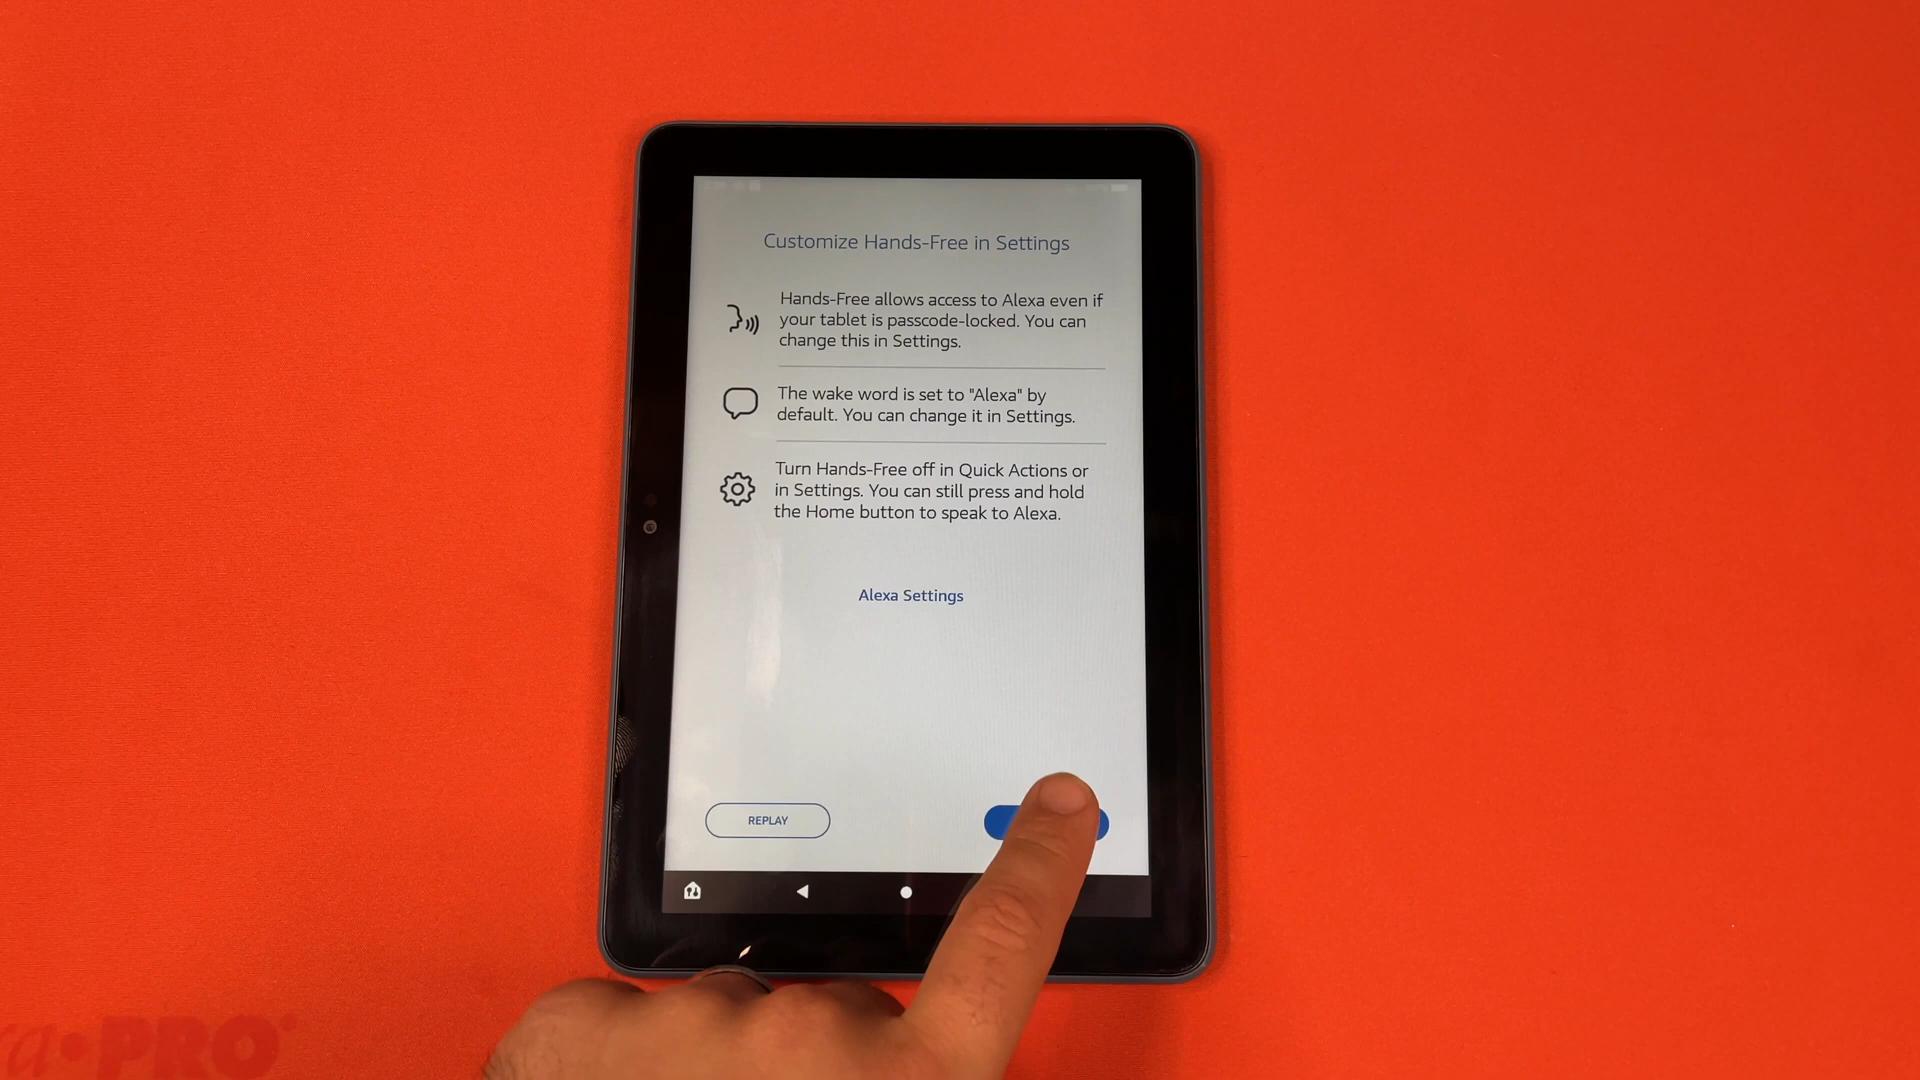 Customize Hands-Free in Settings
Hands-Free allows access to Alexa even if
your tablet is passcode-locked. You can
change this in Settings.
The wake word is set to "Alexa" by
default. You can change it in Settings.
Turn Hands-Free off in Quick Actions or
in Settings. You can still press and hold
the Home button to speak to Alexa.
Alexa Settings
REPLAY
PRO